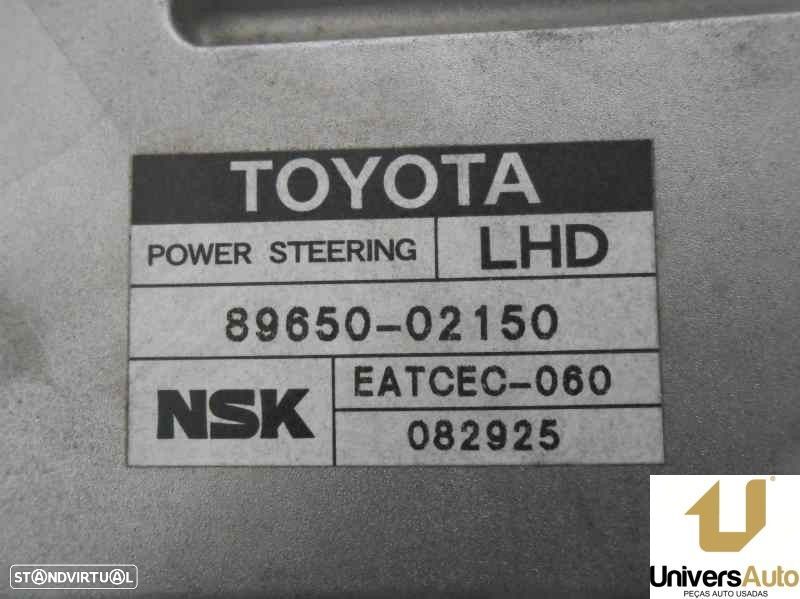 TOYOTA
POWER STEERING LHD
89650-02150
NSK EATCEC-060
082925
STANDVIRTUAL
UniversAuto
PEÇAS AUTO USADAS